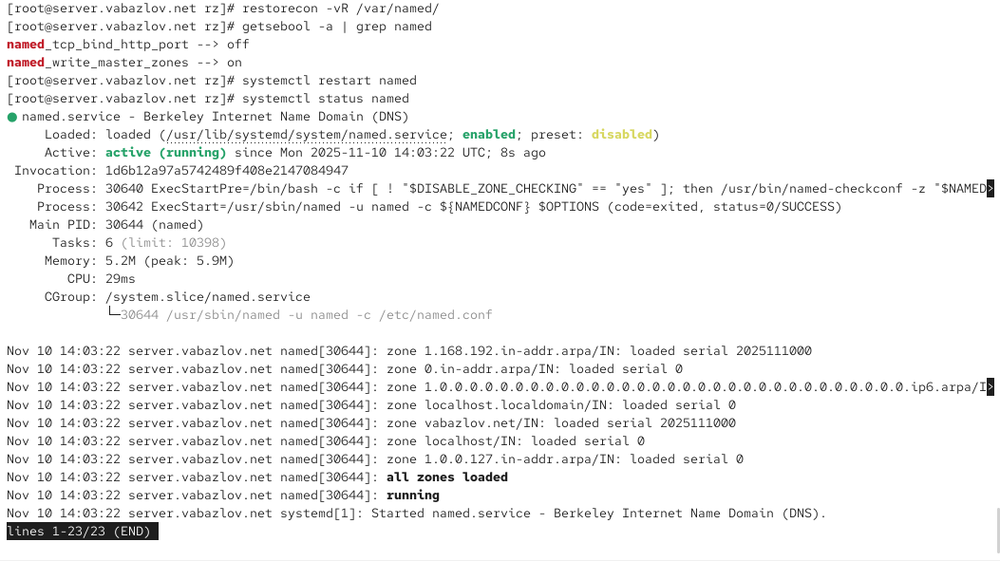 [root@server.vabazlov.net rz]# restorecon -vR /var/named/
[root@server.vabazlov.net rz]# getsebool -a | grep named
named_tcp_bind_http_port --> off
named_write_master_zones --> on
[root@server.vabazlov.net rz]# systemctl restart named
[root@server.vabazlov.net rz]# systemctl status named
● named.service - Berkeley Internet Name Domain (DNS)
     Loaded: loaded (/usr/lib/systemd/system/named.service; enabled; preset: disabled)
     Active: active (running) since Mon 2025-11-10 14:03:22 UTC; 8s ago
 Invocation: 1d6b12a97a5742489f408e2147084947
    Process: 30640 ExecStartPre=/bin/bash -c if [ ! "$DISABLE_ZONE_CHECKING" == "yes" ]; then /usr/bin/named-checkconf -z "$NAMED>
    Process: 30642 ExecStart=/usr/sbin/named -u named -c ${NAMEDCONF} $OPTIONS (code=exited, status=0/SUCCESS)
   Main PID: 30644 (named)
      Tasks: 6 (limit: 10398)
     Memory: 5.2M (peak: 5.9M)
        CPU: 29ms
     CGroup: /system.slice/named.service
             └─30644 /usr/sbin/named -u named -c /etc/named.conf
Nov 10 14:03:22 server.vabazlov.net named[30644]: zone 1.168.192.in-addr.arpa/IN: loaded serial 2025111000
Nov 10 14:03:22 server.vabazlov.net named[30644]: zone 0.in-addr.arpa/IN: loaded serial 0
Nov 10 14:03:22 server.vabazlov.net named[30644]: zone 1.0.0.0.0.0.0.0.0.0.0.0.0.0.0.0.0.0.0.0.0.0.0.0.0.0.0.0.0.0.0.0.ip6.arpa/I>
Nov 10 14:03:22 server.vabazlov.net named[30644]: zone localhost.localdomain/IN: loaded serial 0
Nov 10 14:03:22 server.vabazlov.net named[30644]: zone vabazlov.net/IN: loaded serial 2025111000
Nov 10 14:03:22 server.vabazlov.net named[30644]: zone localhost/IN: loaded serial 0
Nov 10 14:03:22 server.vabazlov.net named[30644]: zone 1.0.0.127.in-addr.arpa/IN: loaded serial 0
Nov 10 14:03:22 server.vabazlov.net named[30644]: all zones loaded
Nov 10 14:03:22 server.vabazlov.net named[30644]: running
Nov 10 14:03:22 server.vabazlov.net systemd[1]: Started named.service - Berkeley Internet Name Domain (DNS).
lines 1-23/23 (END)